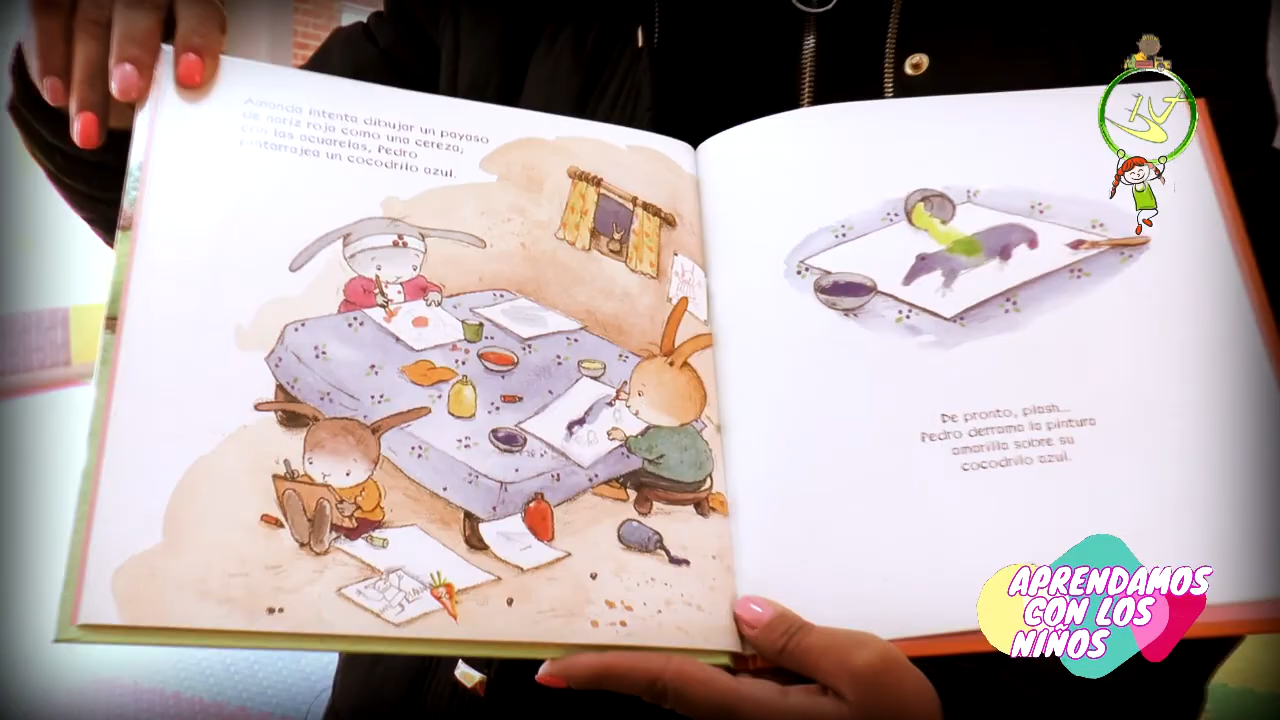 Amanda intenta dibujar un payaso
de nariz roja como una cereza;
con las acuarelas, Pedro
pintarrajea un cocodrilo azul.
De pronto, plash...
Pedro derrama la pintura
amarilla sobre su
cocodrilo azul.
APRENDAMOS
CON LOS
NIÑOS